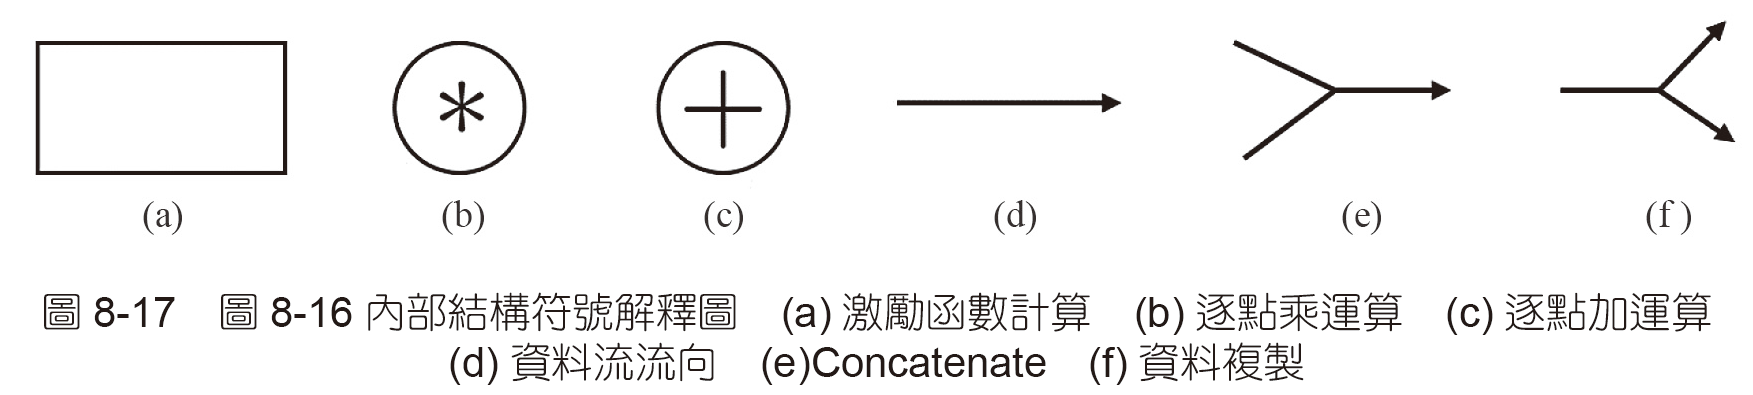 (a) (b) (c) (d) (e) (f )
圖 8-17 圖 8-16 內部結構符號解釋圖 (a) 激勵函數計算 (b) 逐點乘運算 (c) 逐點加運算
(d) 資料流流向 (e)Concatenate (f) 資料複製